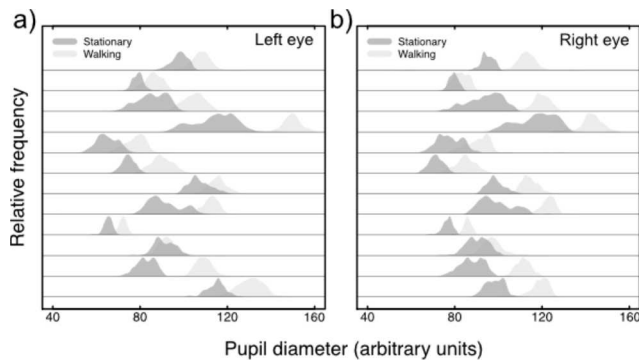 a)
Stationary
Walking
Left eye
b)
Stationary
Walking
Right eye
Relative frequency
40
80
120
160
40
80
120
160
Pupil diameter (arbitrary units)